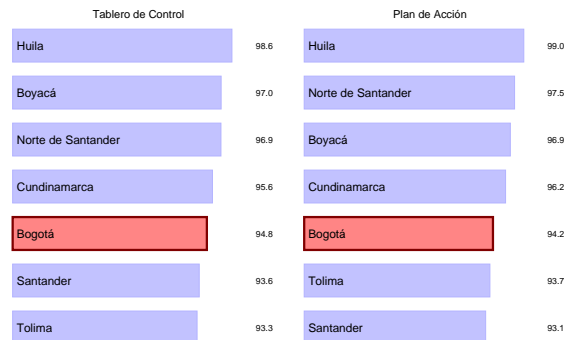 Tablero de Control
Huila 98.6
Boyacá 97.0
Norte de Santander 96.9
Cundinamarca 95.6
Bogotá 94.8
Santander 93.6
Tolima 93.3
Plan de Acción
Huila 99.0
Norte de Santander 97.5
Boyacá 96.9
Cundinamarca 96.2
Bogotá 94.2
Tolima 93.7
Santander 93.1